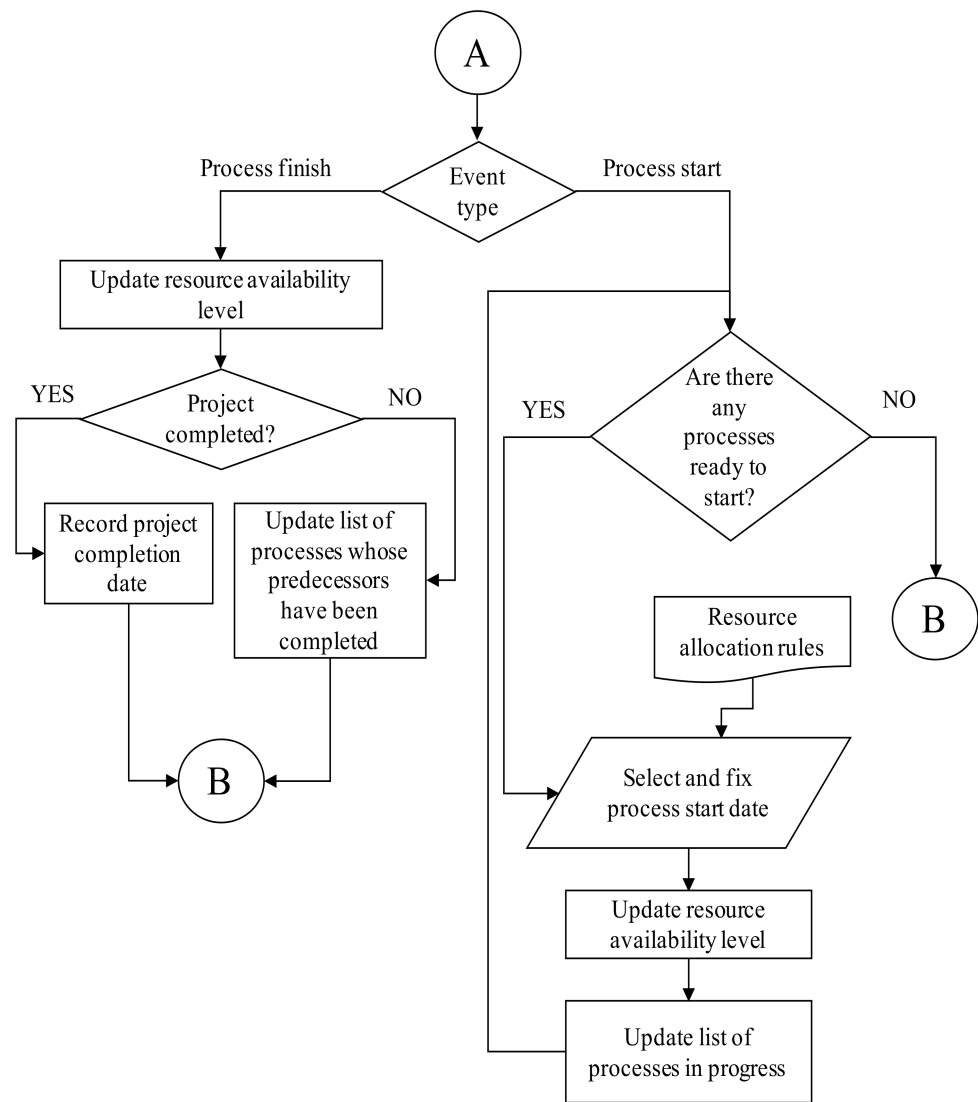 A
Process finish
Event
type
Process start
Update resource availability
level
YES
Project
completed?
NO
Record project
completion
date
Update list of
processes whose
predecessors
have been
completed
B
YES
Are there
any
processes
ready to
start?
NO
B
Resource
allocation rules
Select and fix
process start date
Update resource
availability level
Update list of
processes in progress